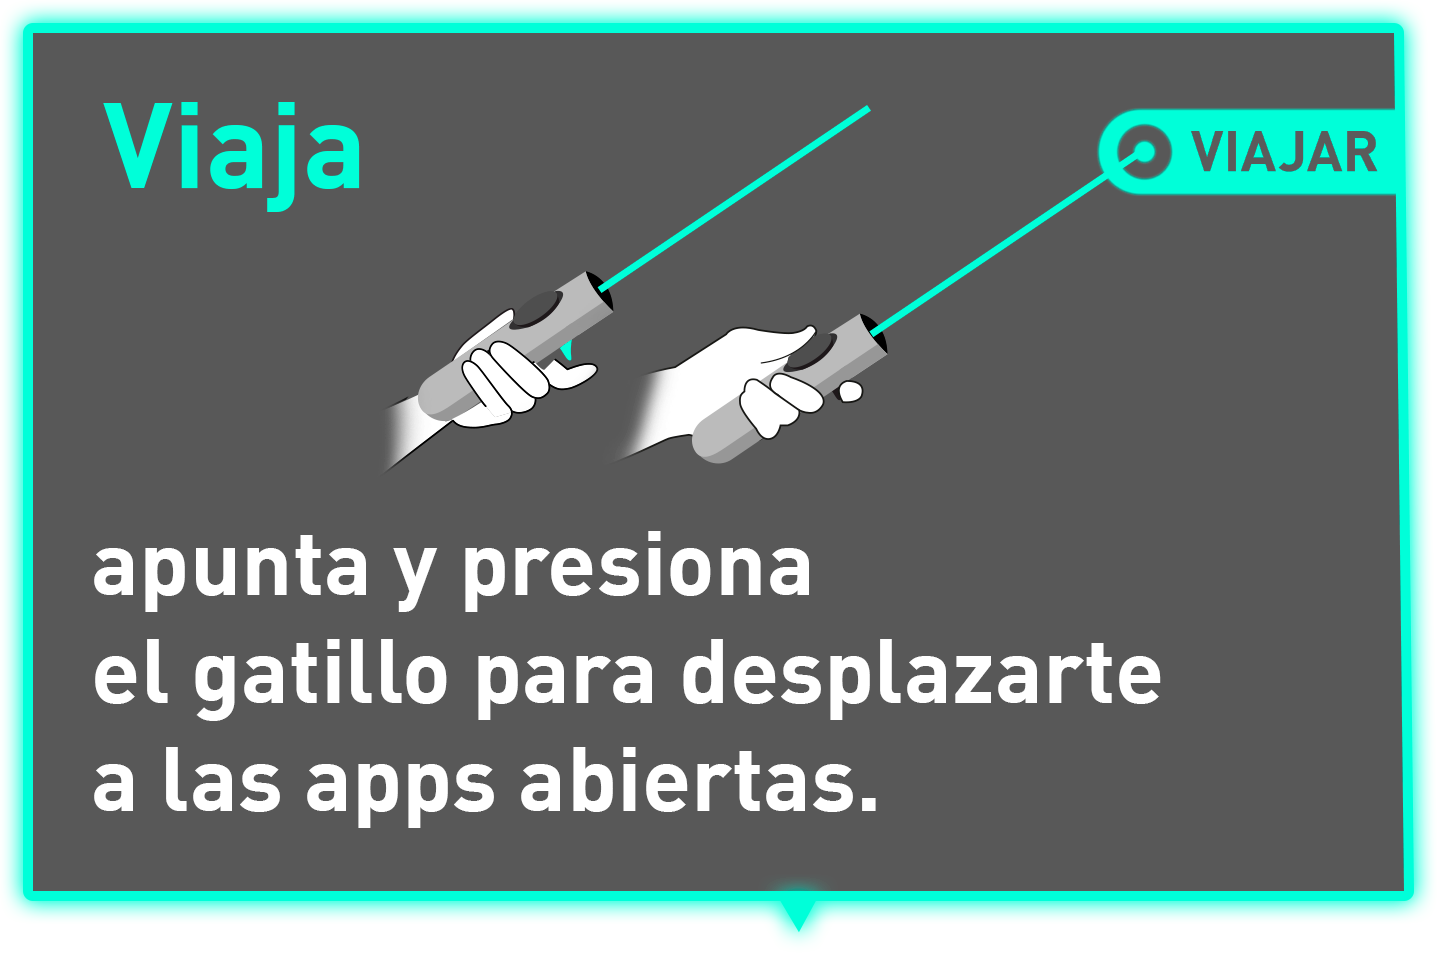 Viaja
VIAJAR
apunta y presiona
el gatillo para desplazarte
a las apps abiertas.